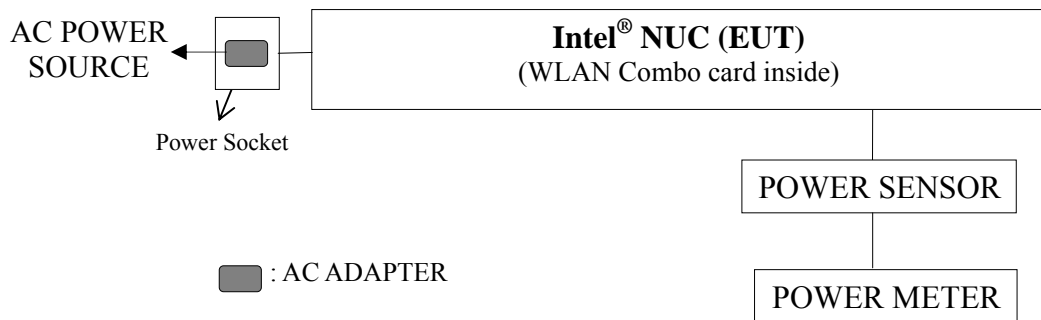 AC POWER
SOURCE
Intel® NUC (EUT)
(WLAN Combo card inside)
Power Socket
POWER SENSOR
: AC ADAPTER
POWER METER